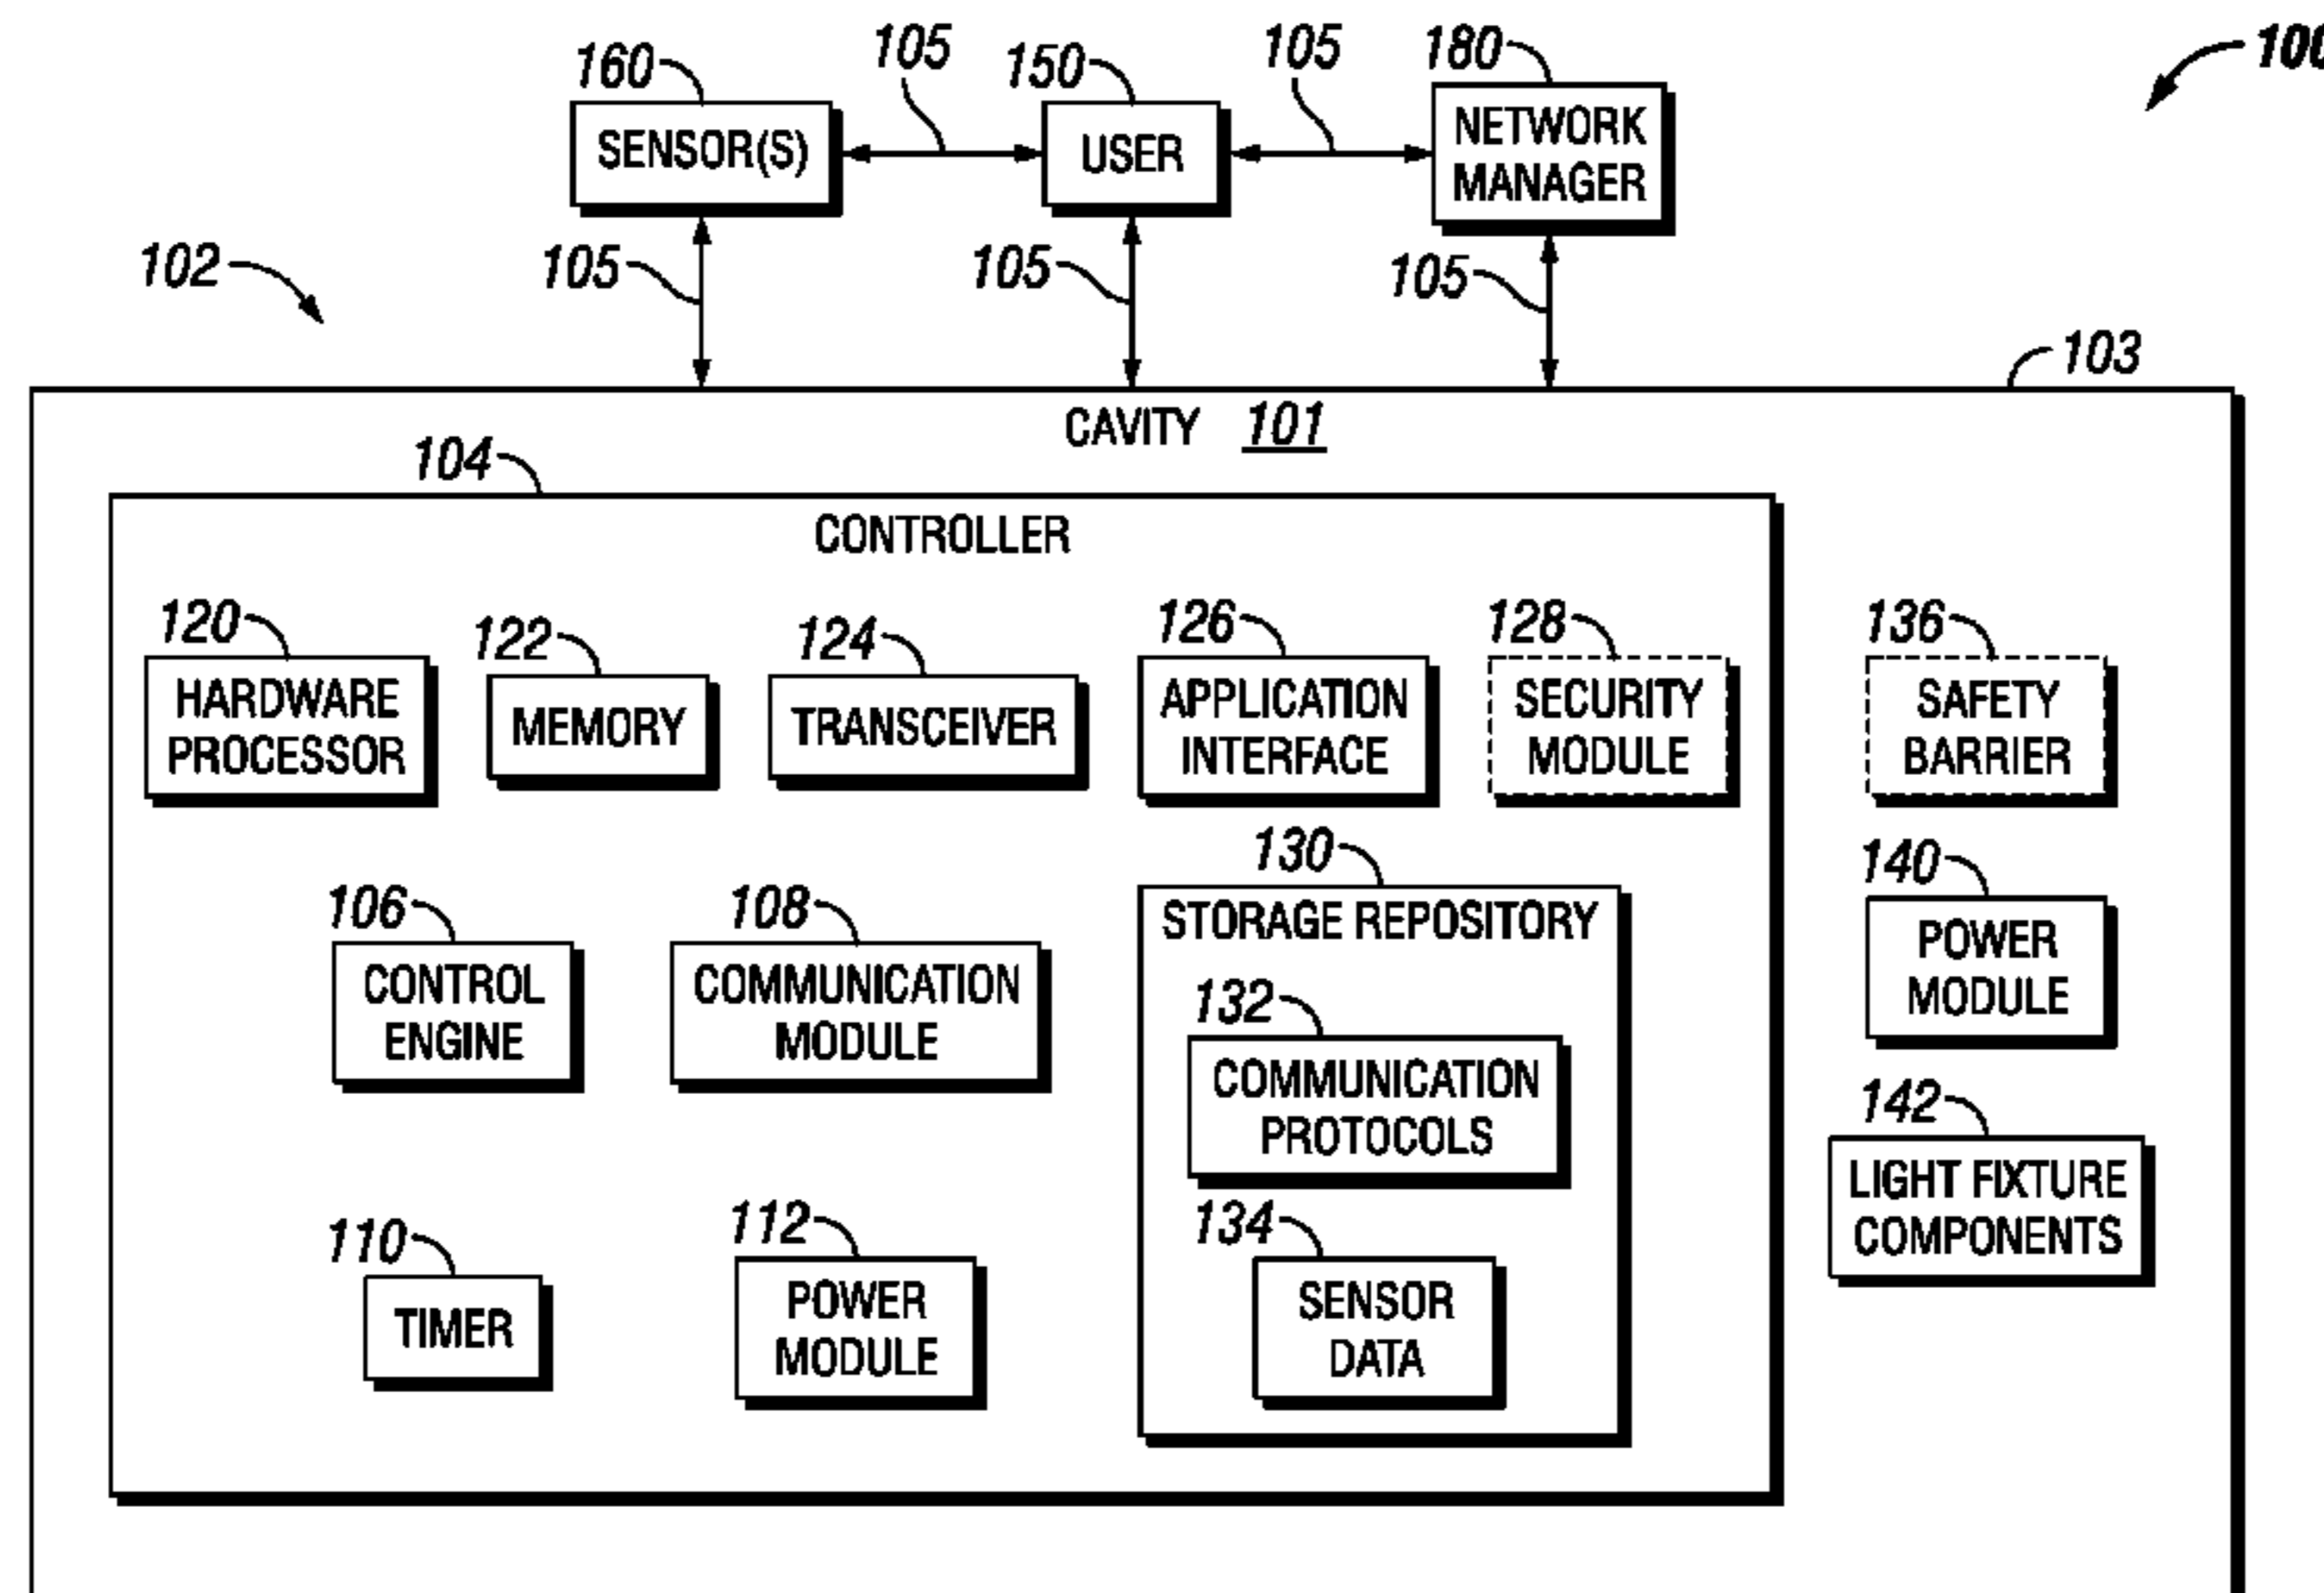 160
105
150
105
180
100
SENSOR(S)
USER
NETWORK
MANAGER
102
105
105
105
103
CAVITY 101
104
CONTROLLER
120
122
124
126
128
136
HARDWARE
PROCESSOR
MEMORY
TRANSCEIVER
APPLICATION
INTERFACE
SECURITY
MODULE
SAFETY
BARRIER
130
140
106
108
STORAGE REPOSITORY
POWER
MODULE
CONTROL
ENGINE
COMMUNICATION
MODULE
132
COMMUNICATION
PROTOCOLS
142
LIGHT FIXTURE
COMPONENTS
110
112
134
TIMER
POWER
MODULE
SENSOR
DATA